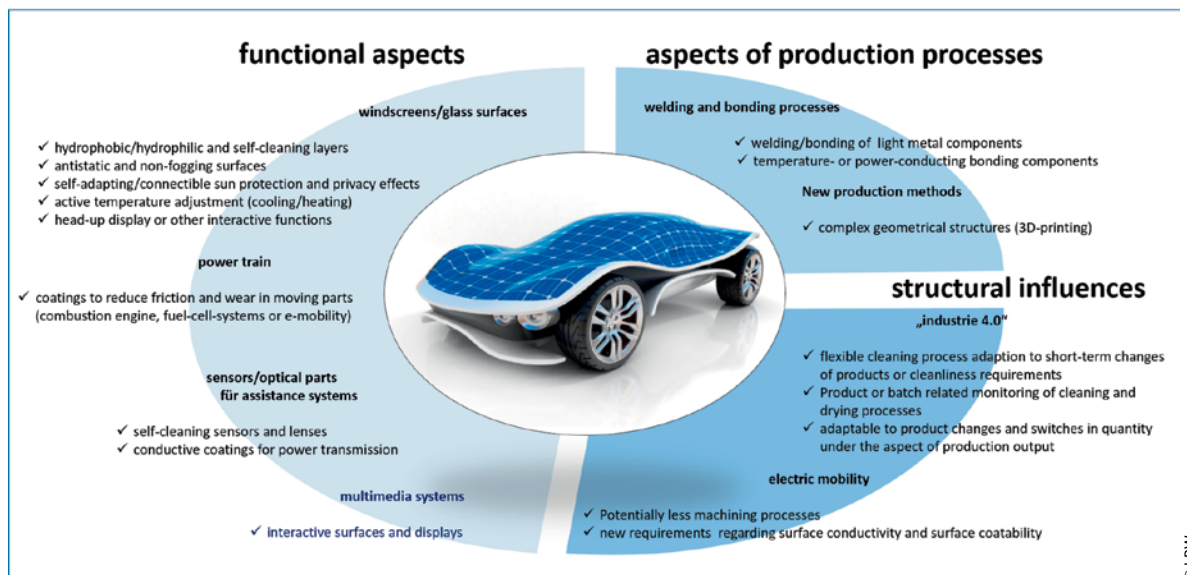 functional aspects
windscreens/glass surfaces
✓ hydrophobic/hydrophilic and self-cleaning layers
✓ antistatic and non-fogging surfaces
✓ self-adapting/connectible sun protection and privacy effects
✓ active temperature adjustment (cooling/heating)
✓ head-up display or other interactive functions
power train
✓ coatings to reduce friction and wear in moving parts
(combustion engine, fuel-cell-systems or e-mobility)
sensors/optical parts
für assistance systems
✓ self-cleaning sensors and lenses
✓ conductive coatings for power transmission
multimedia systems
✓ interactive surfaces and displays
aspects of production processes
welding and bonding processes
✓ welding/bonding of light metal components
✓ temperature- or power-conducting bonding components
New production methods
✓ complex geometrical structures (3D-printing)
structural influences
„industrie 4.0“
✓ flexible cleaning process adaption to short-term changes
of products or cleanliness requirements
✓ Product or batch related monitoring of cleaning and
drying processes
✓ adaptable to product changes and switches in quantity
under the aspect of production output
electric mobility
✓ Potentially less machining processes
✓ new requirements regarding surface conductivity and surface coatability